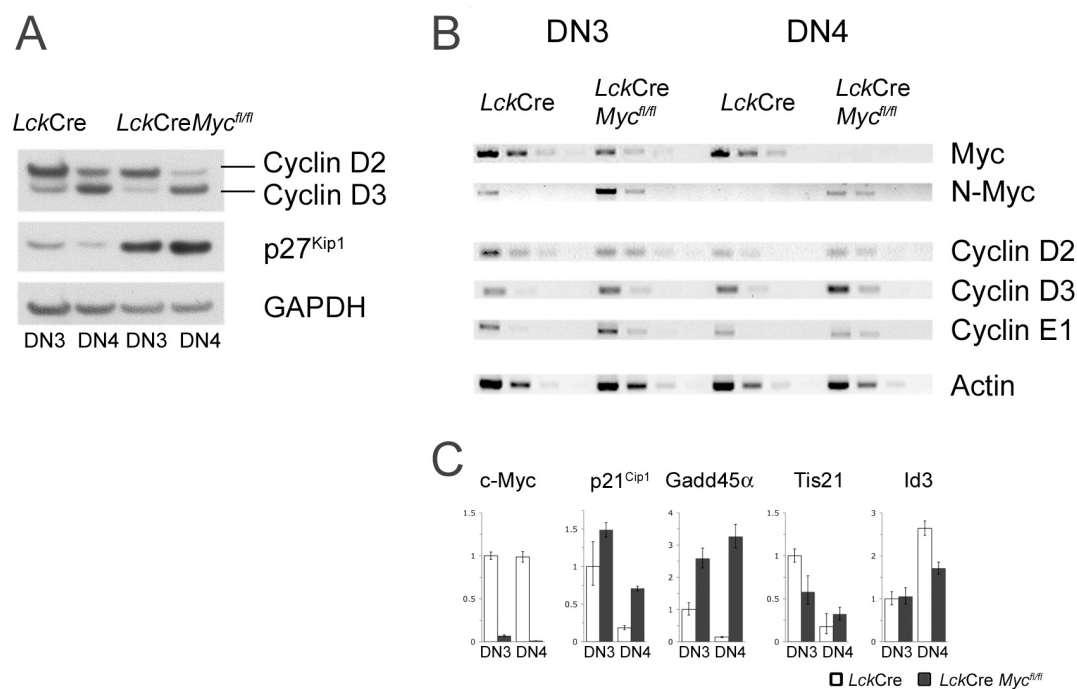 A
LckCre LckCreMycfl/fl
Cyclin D2
Cyclin D3
p27Kip1
GAPDH
DN3 DN4 DN3 DN4
B
DN3 DN4
LckCre LckCre Mycfl/fl LckCre LckCre Mycfl/fl
Myc
N-Myc
Cyclin D2
Cyclin D3
Cyclin E1
Actin
C
c-Myc p21Cip1 Gadd45α Tis21 Id3
1.5 1.5 4 1.5 3
3
1 1 1 2
2
0.5 0.5 0.5 1
1
0 0 0 0 0
DN3 DN4 DN3 DN4 DN3 DN4 DN3 DN4 DN3 DN4
LckCre LckCre Mycfl/fl